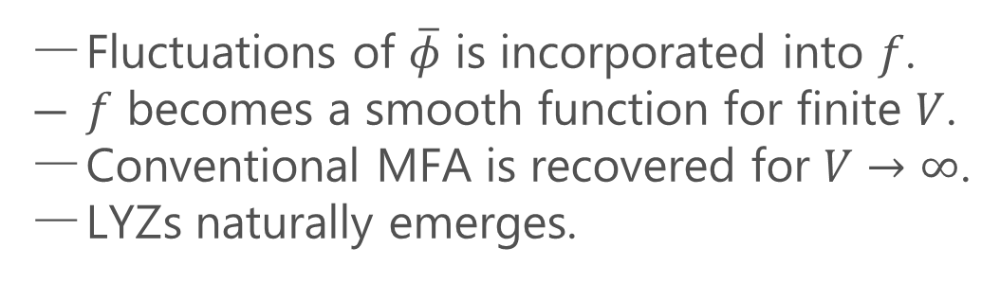 — Fluctuations of ϕ̄ is incorporated into f.
– f becomes a smooth function for finite V.
— Conventional MFA is recovered for V → ∞.
— LYZs naturally emerges.